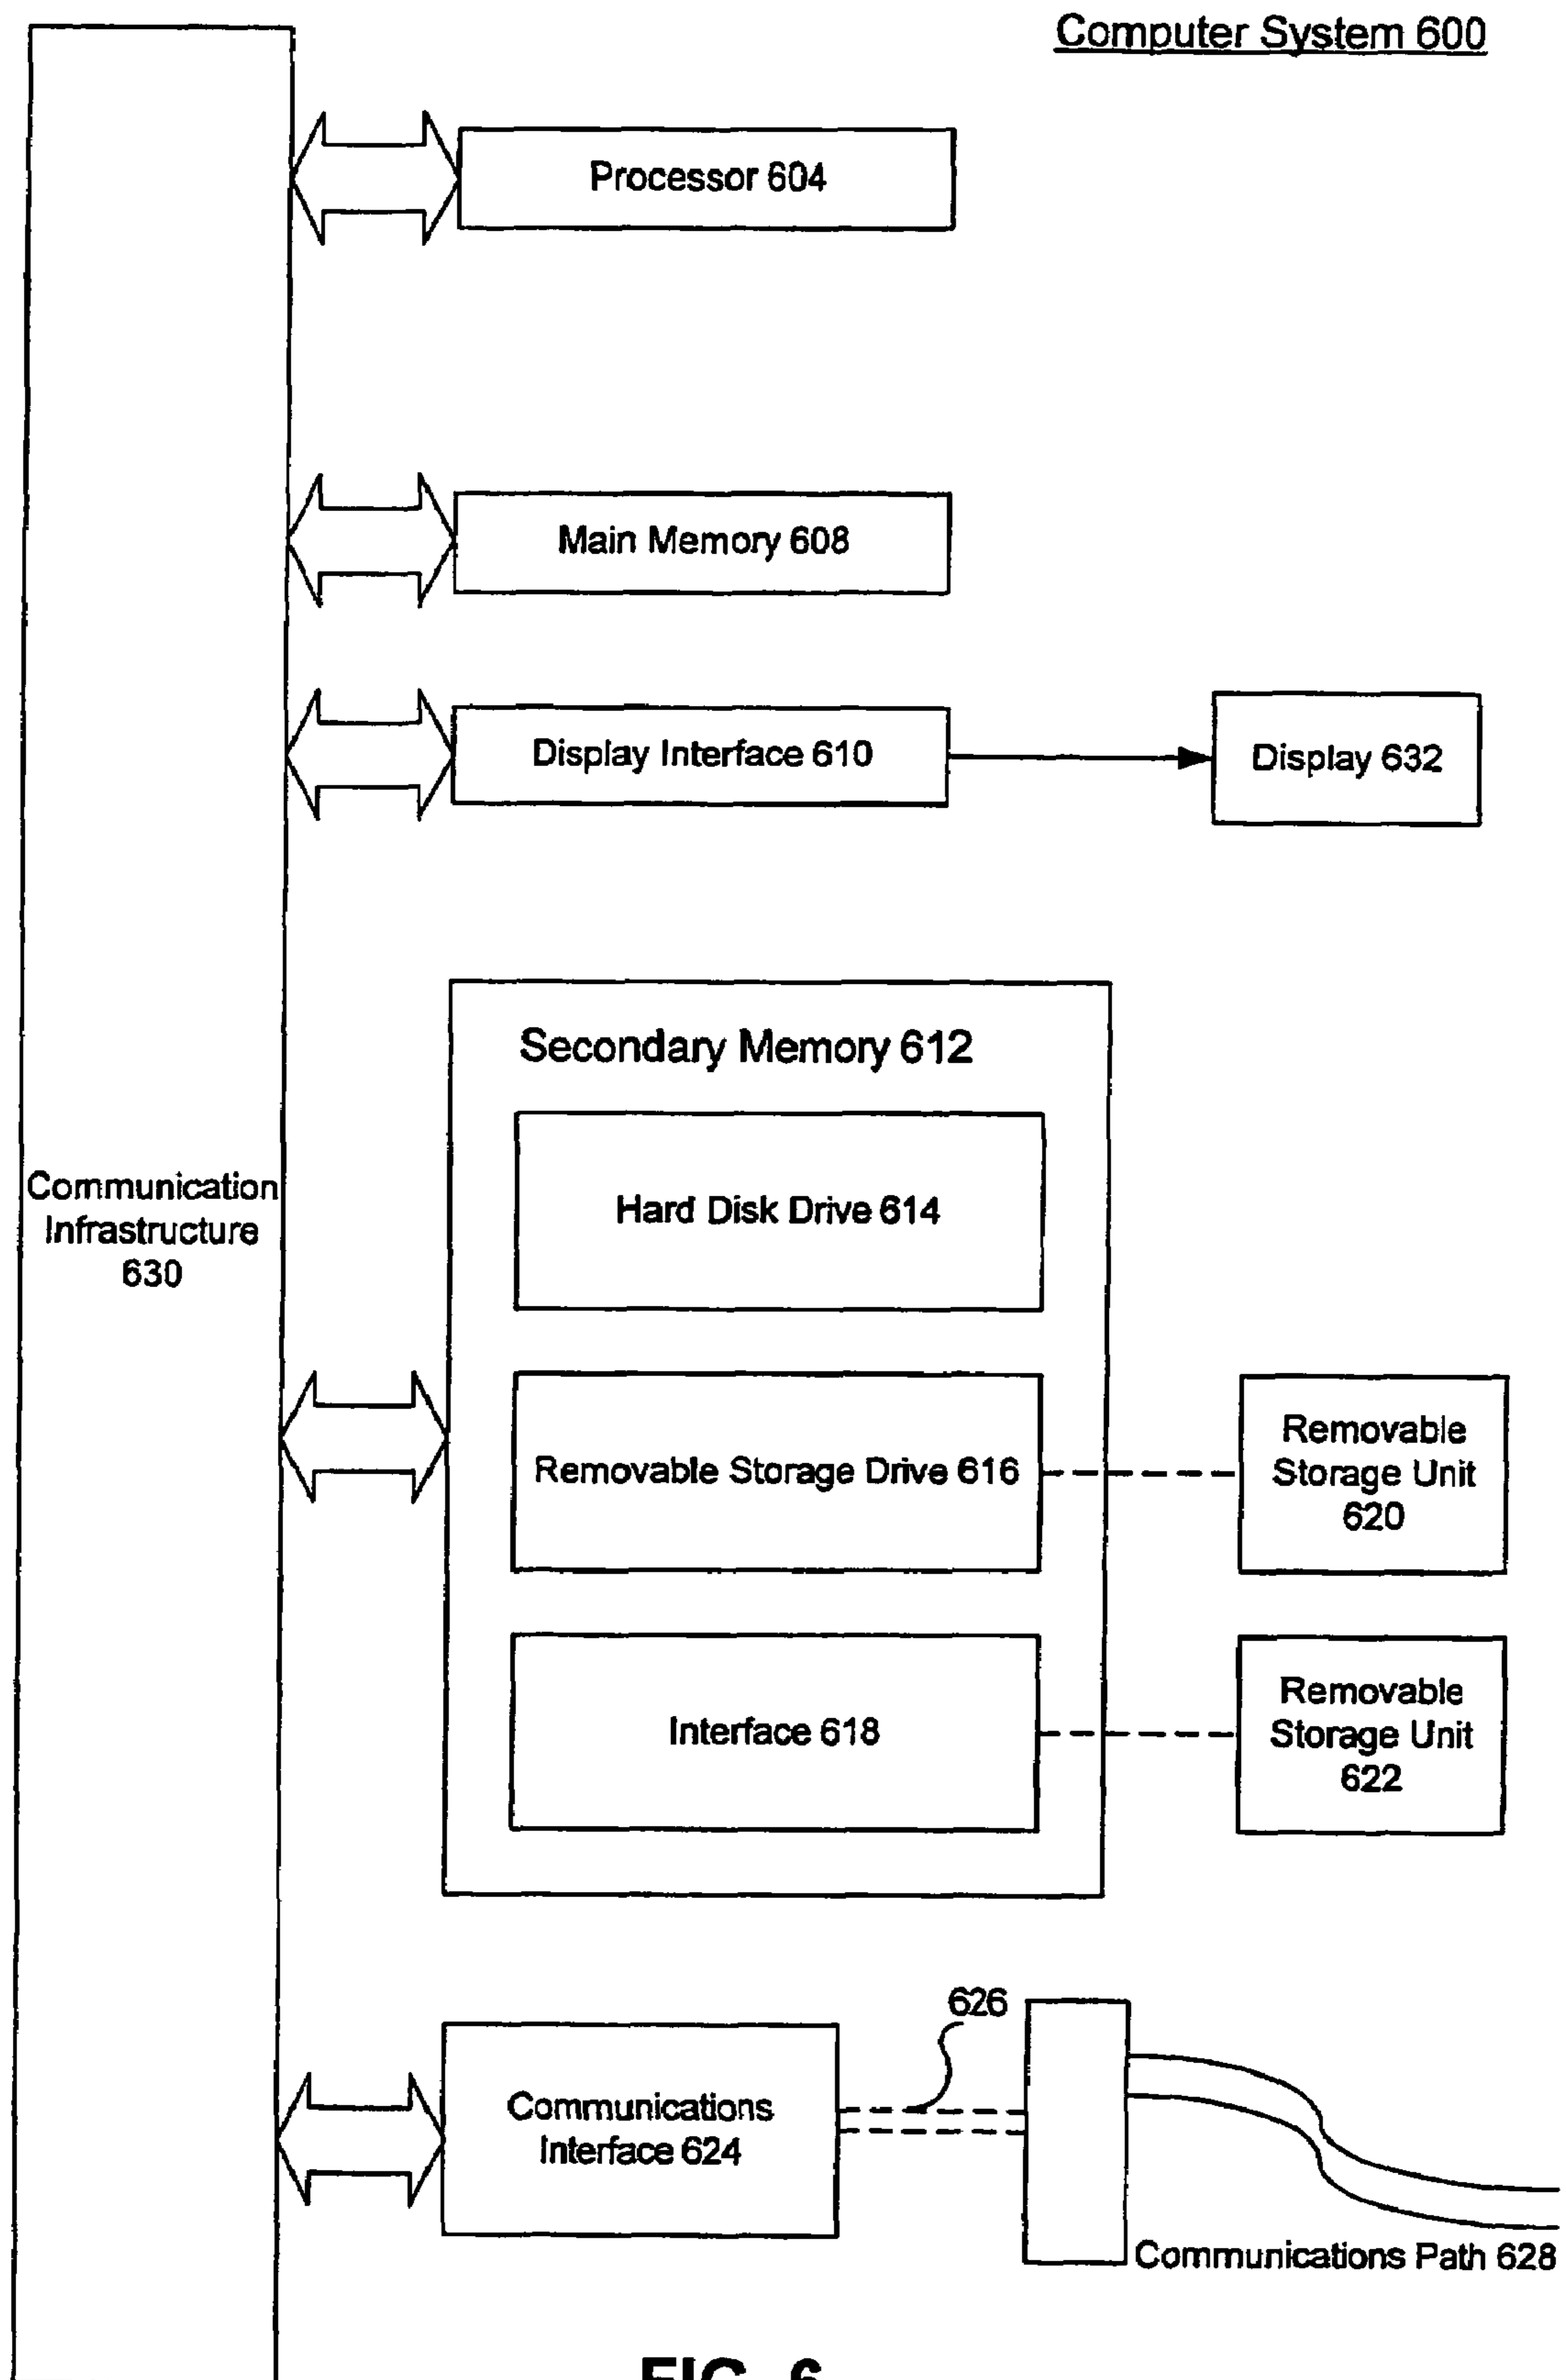 Computer System 600
Processor 604
Main Memory 608
Display Interface 610
Display 632
Secondary Memory 612
Hard Disk Drive 614
Communication
Infrastructure
630
Removable Storage Drive 616
Removable
Storage Unit
620
Interface 618
Removable
Storage Unit
622
626
Communications
Interface 624
Communications Path 628
FIG. 6